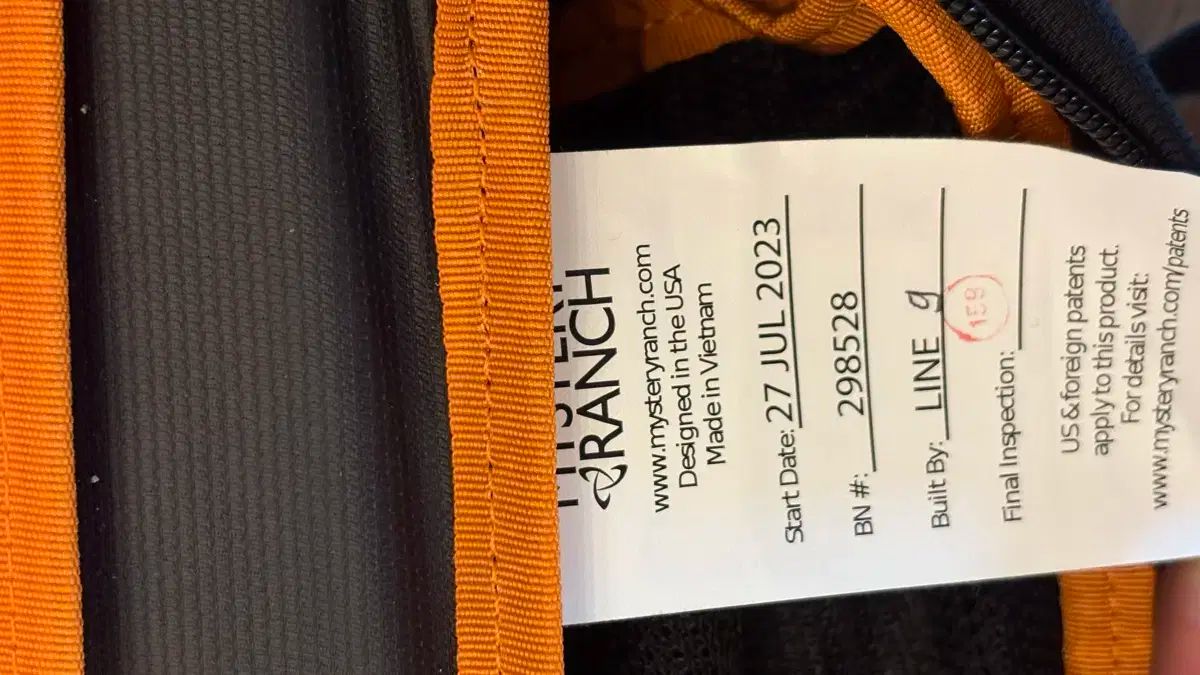 MYSTERY
RANCH
www.mysteryranch.com
Designed in the USA
Made in Vietnam
Start Date: 27 JUL 2023
BN #: 298528
Built By: LINE 9
159
Final Inspection:
US & foreign patents
apply to this product.
For details visit:
www.mysteryranch.com/patents